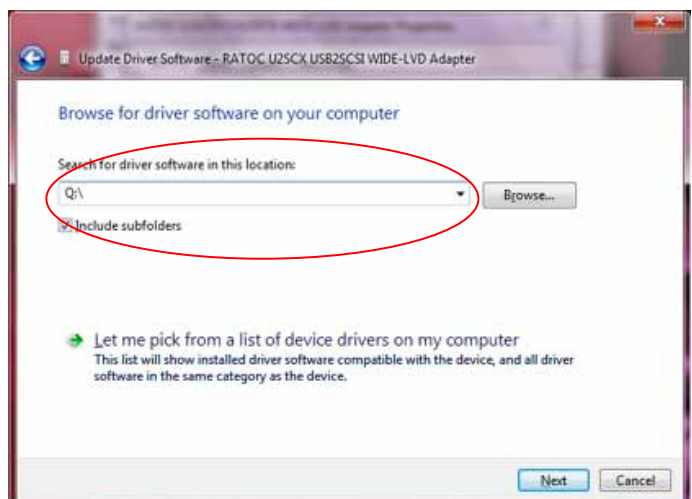 Update Driver Software - RATOC U2SCX USB2SCSI WIDE-LVD Adapter
Browse for driver software on your computer
Search for driver software in this location:
Q:\
Browse...
Include subfolders
Let me pick from a list of device drivers on my computer
This list will show installed driver software compatible with the device, and all driver
software in the same category as the device.
Next
Cancel